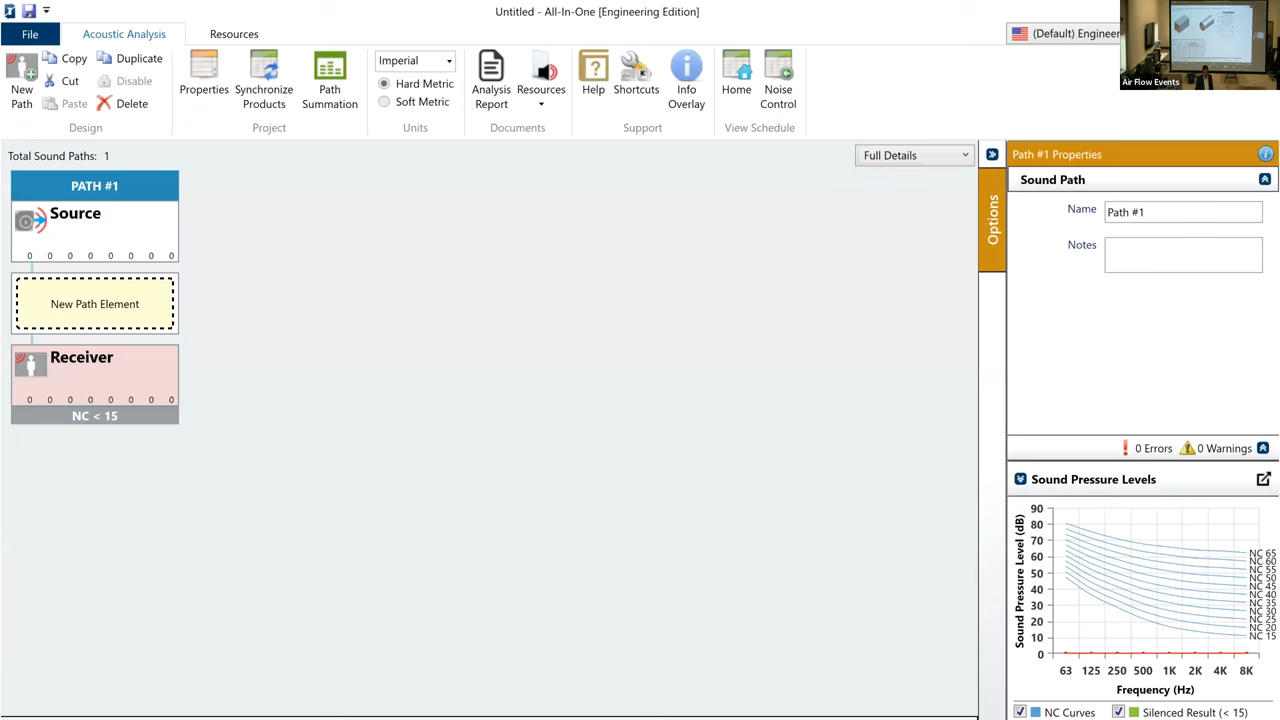 Untitled - All-In-One [Engineering Edition]
File
Acoustic Analysis
Resources
(Default) Engineer
Air Flow Events
New Path
Copy
Cut
Paste
Duplicate
Disable
Delete
Design
Properties
Synchronize Products
Path Summation
Project
Imperial
Hard Metric
Soft Metric
Units
Analysis Report
Resources
Documents
Help
Shortcuts
Info Overlay
Support
Home
Noise Control
View Schedule
Total Sound Paths: 1
Full Details
PATH #1
Source
0 0 0 0 0 0 0 0
New Path Element
Receiver
0 0 0 0 0 0 0 0
NC < 15
Options
Path #1 Properties
Sound Path
Name
Path #1
Notes
0 Errors
0 Warnings
Sound Pressure Levels
Sound Pressure Level (dB)
90
80
70
60
50
40
30
20
10
0
NC 65
NC 60
NC 55
NC 50
NC 45
NC 40
NC 35
NC 30
NC 25
NC 20
NC 15
63 125 250 500 1K 2K 4K 8K
Frequency (Hz)
NC Curves
Silenced Result (< 15)